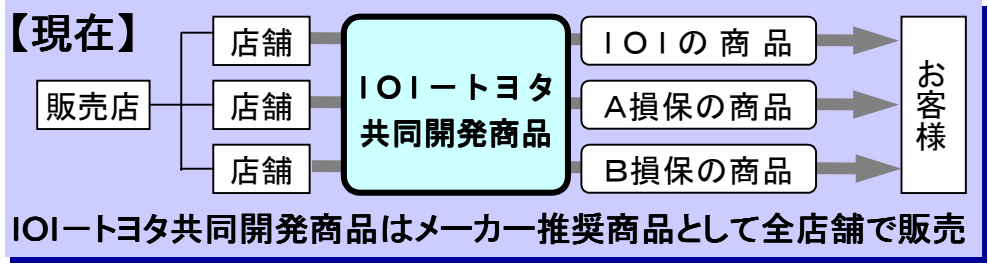 【現在】
販売店
店舗
店舗
店舗
IOIートヨタ
共同開発商品
IOIの商品
A損保の商品
B損保の商品
お客様
IOIートヨタ共同開発商品はメーカー推奨商品として全店舗で販売